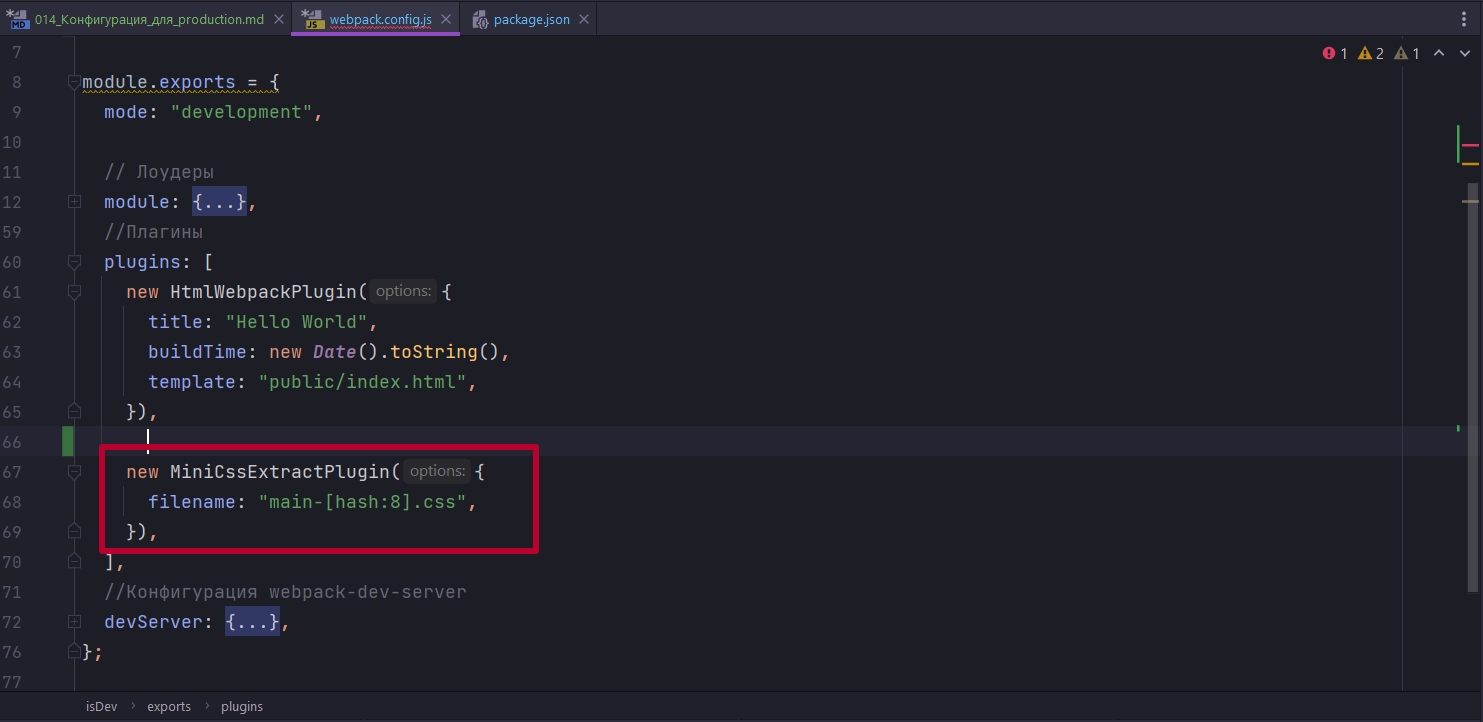 014_Конфигурация_для_production.md webpack.config.js package.json
7 1 2 1
8 module.exports = {
9 mode: "development",
10
11 // Лоудеры
12 module: {...},
59 //Плагины
60 plugins: [
61 new HtmlWebpackPlugin( options: {
62 title: "Hello World",
63 buildTime: new Date().toString(),
64 template: "public/index.html",
65 }),
66
67 new MiniCssExtractPlugin( options: {
68 filename: "main-[hash:8].css",
69 }),
70 ],
71 //Конфигурация webpack-dev-server
72 devServer: {...},
76 };
77
isDev › exports › plugins